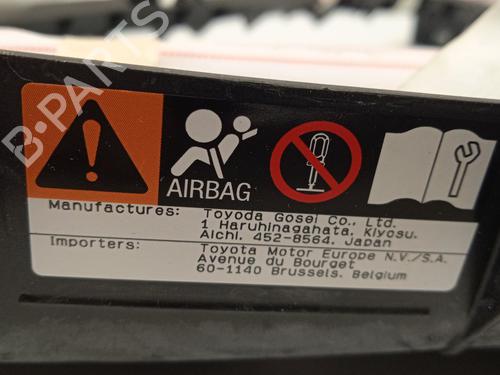 B-PARTS
AIRBAG
Manufactures: Toyoda Gosei Co., Ltd.
1 Haruhinagahata, Kiyosu,
Aichi, 452-8564, Japan
Importers: Toyota Motor Europe N.V./S.A.
Avenue du Bourget
60-1140 Brussels, Belgium